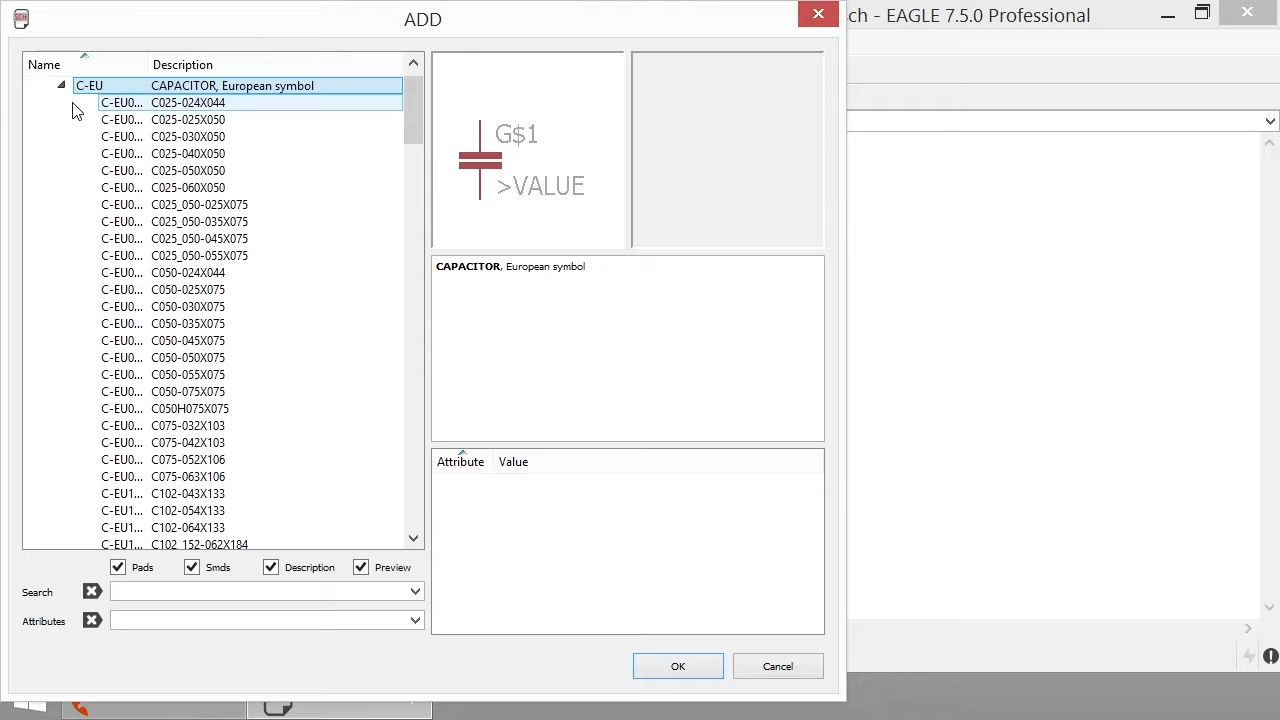 SCH
ADD
ch - EAGLE 7.5.0 Professional
Name Description
C-EU CAPACITOR, European symbol
C-EU0... C025-024X044
C-EU0... C025-025X050
C-EU0... C025-030X050
C-EU0... C025-040X050
C-EU0... C025-050X050
C-EU0... C025-060X050
C-EU0... C025_050-025X075
C-EU0... C025_050-035X075
C-EU0... C025_050-045X075
C-EU0... C025_050-055X075
C-EU0... C050-024X044
C-EU0... C050-025X075
C-EU0... C050-030X075
C-EU0... C050-035X075
C-EU0... C050-045X075
C-EU0... C050-050X075
C-EU0... C050-055X075
C-EU0... C050-075X075
C-EU0... C050H075X075
C-EU0... C075-032X103
C-EU0... C075-042X103
C-EU0... C075-052X106
C-EU0... C075-063X106
C-EU1... C102-043X133
C-EU1... C102-054X133
C-EU1... C102-064X133
C-EU1... C102_152-062X184
G$1
>VALUE
CAPACITOR, European symbol
Attribute Value
Pads Smds Description Preview
Search
Attributes
OK Cancel